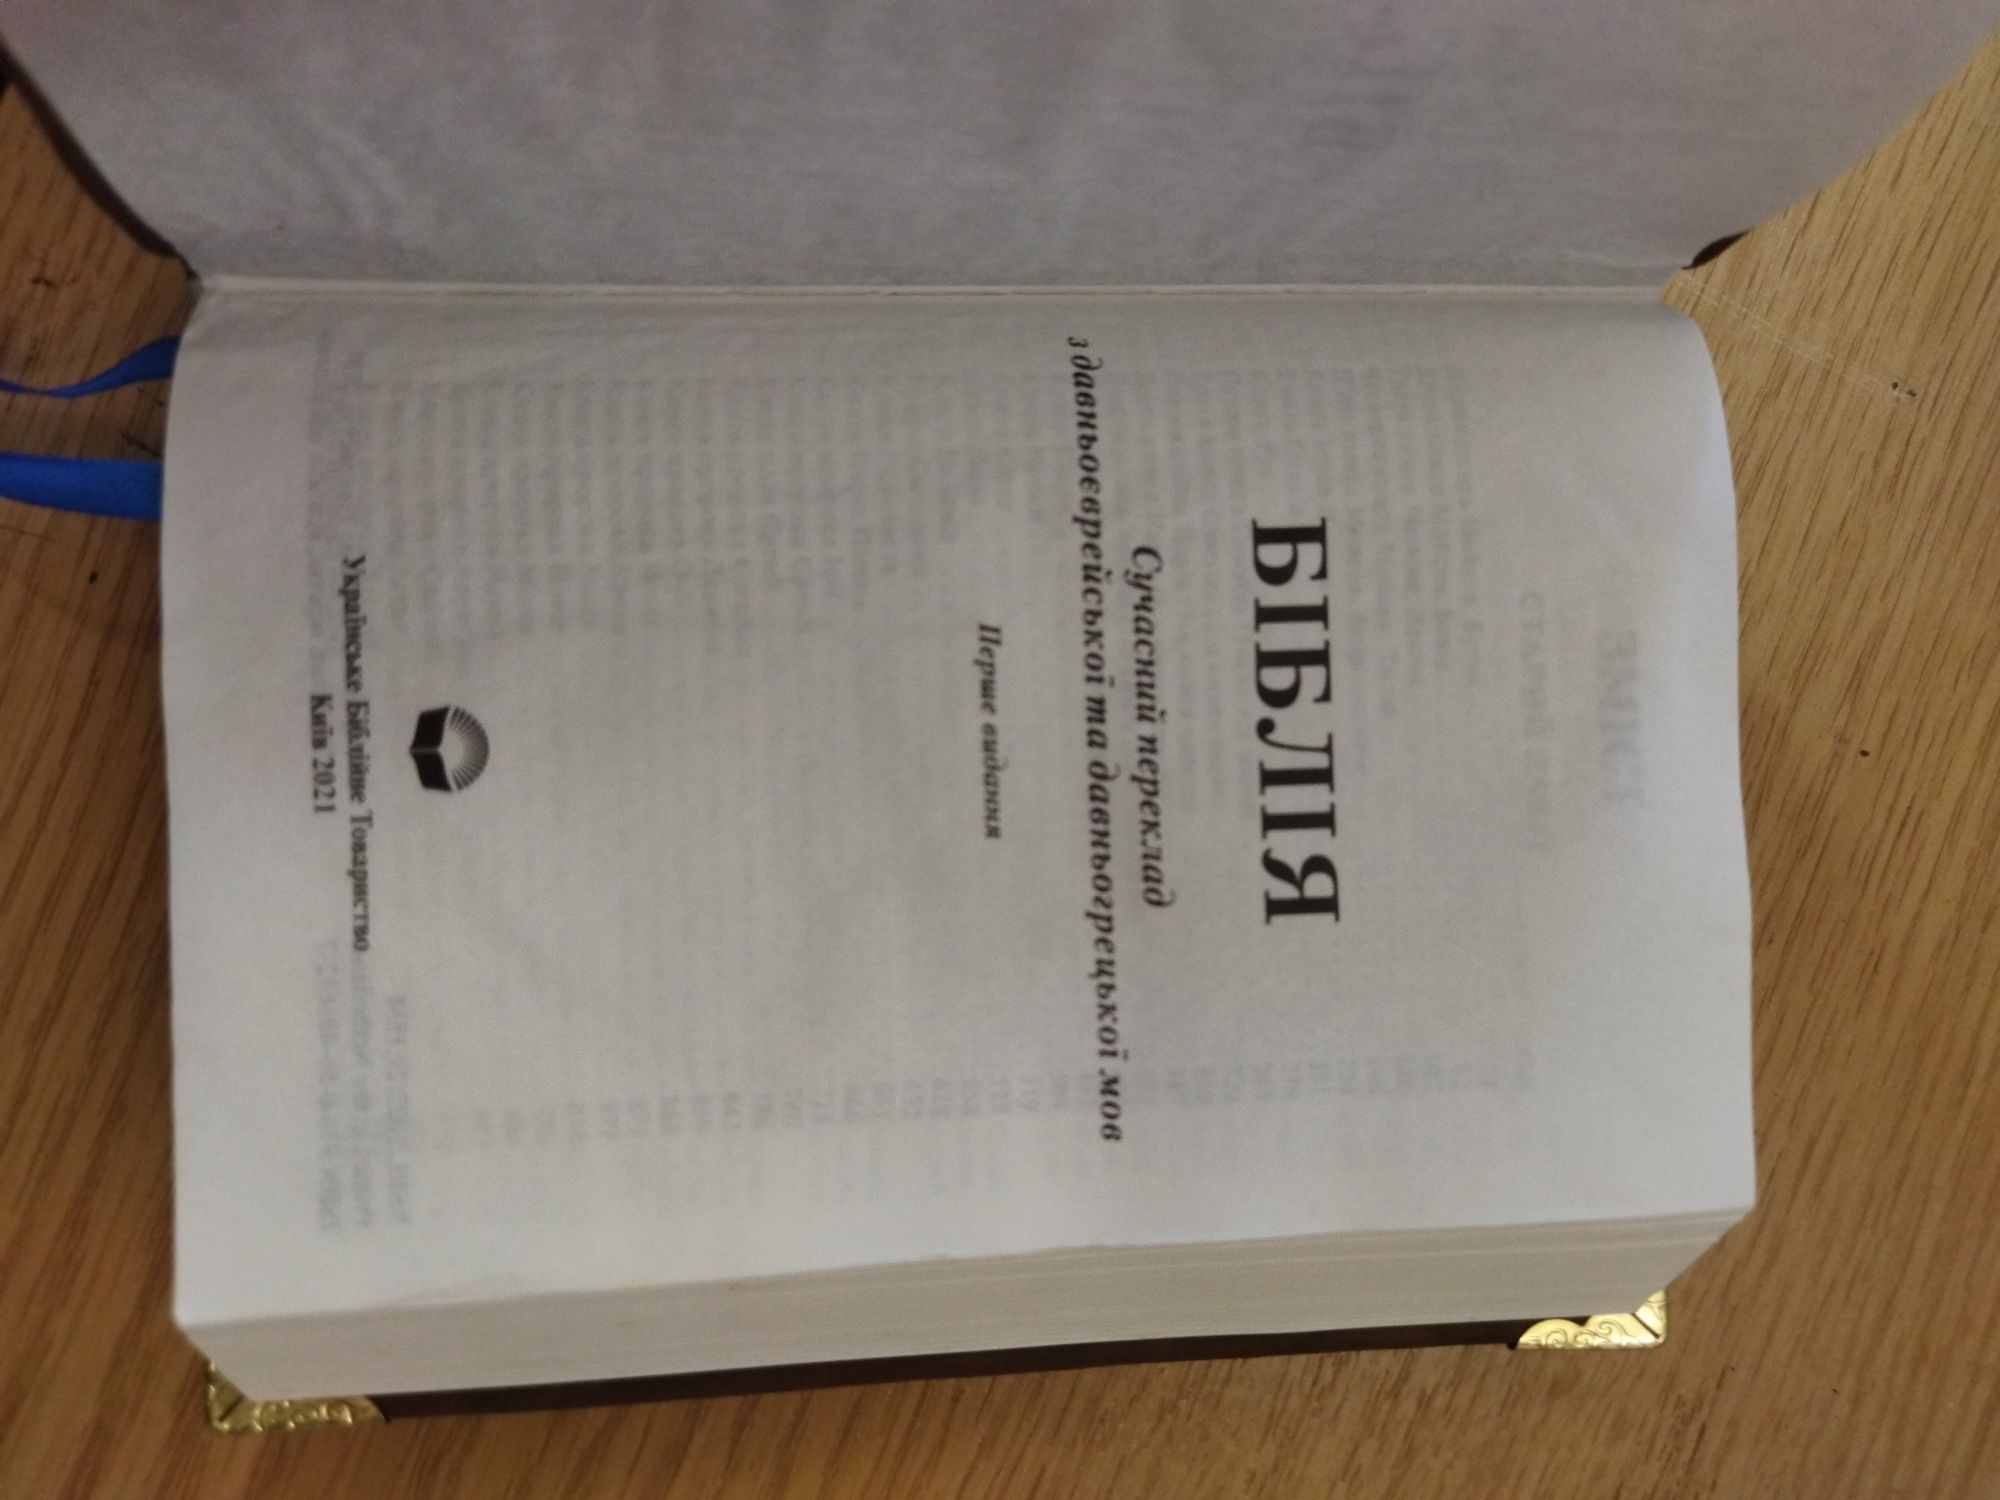 БІБЛІЯ
Сучасний переклад
з давньоєврейської та давньогрецької мов
Перше видання
Українське Біблійне Товариство
Київ 2021